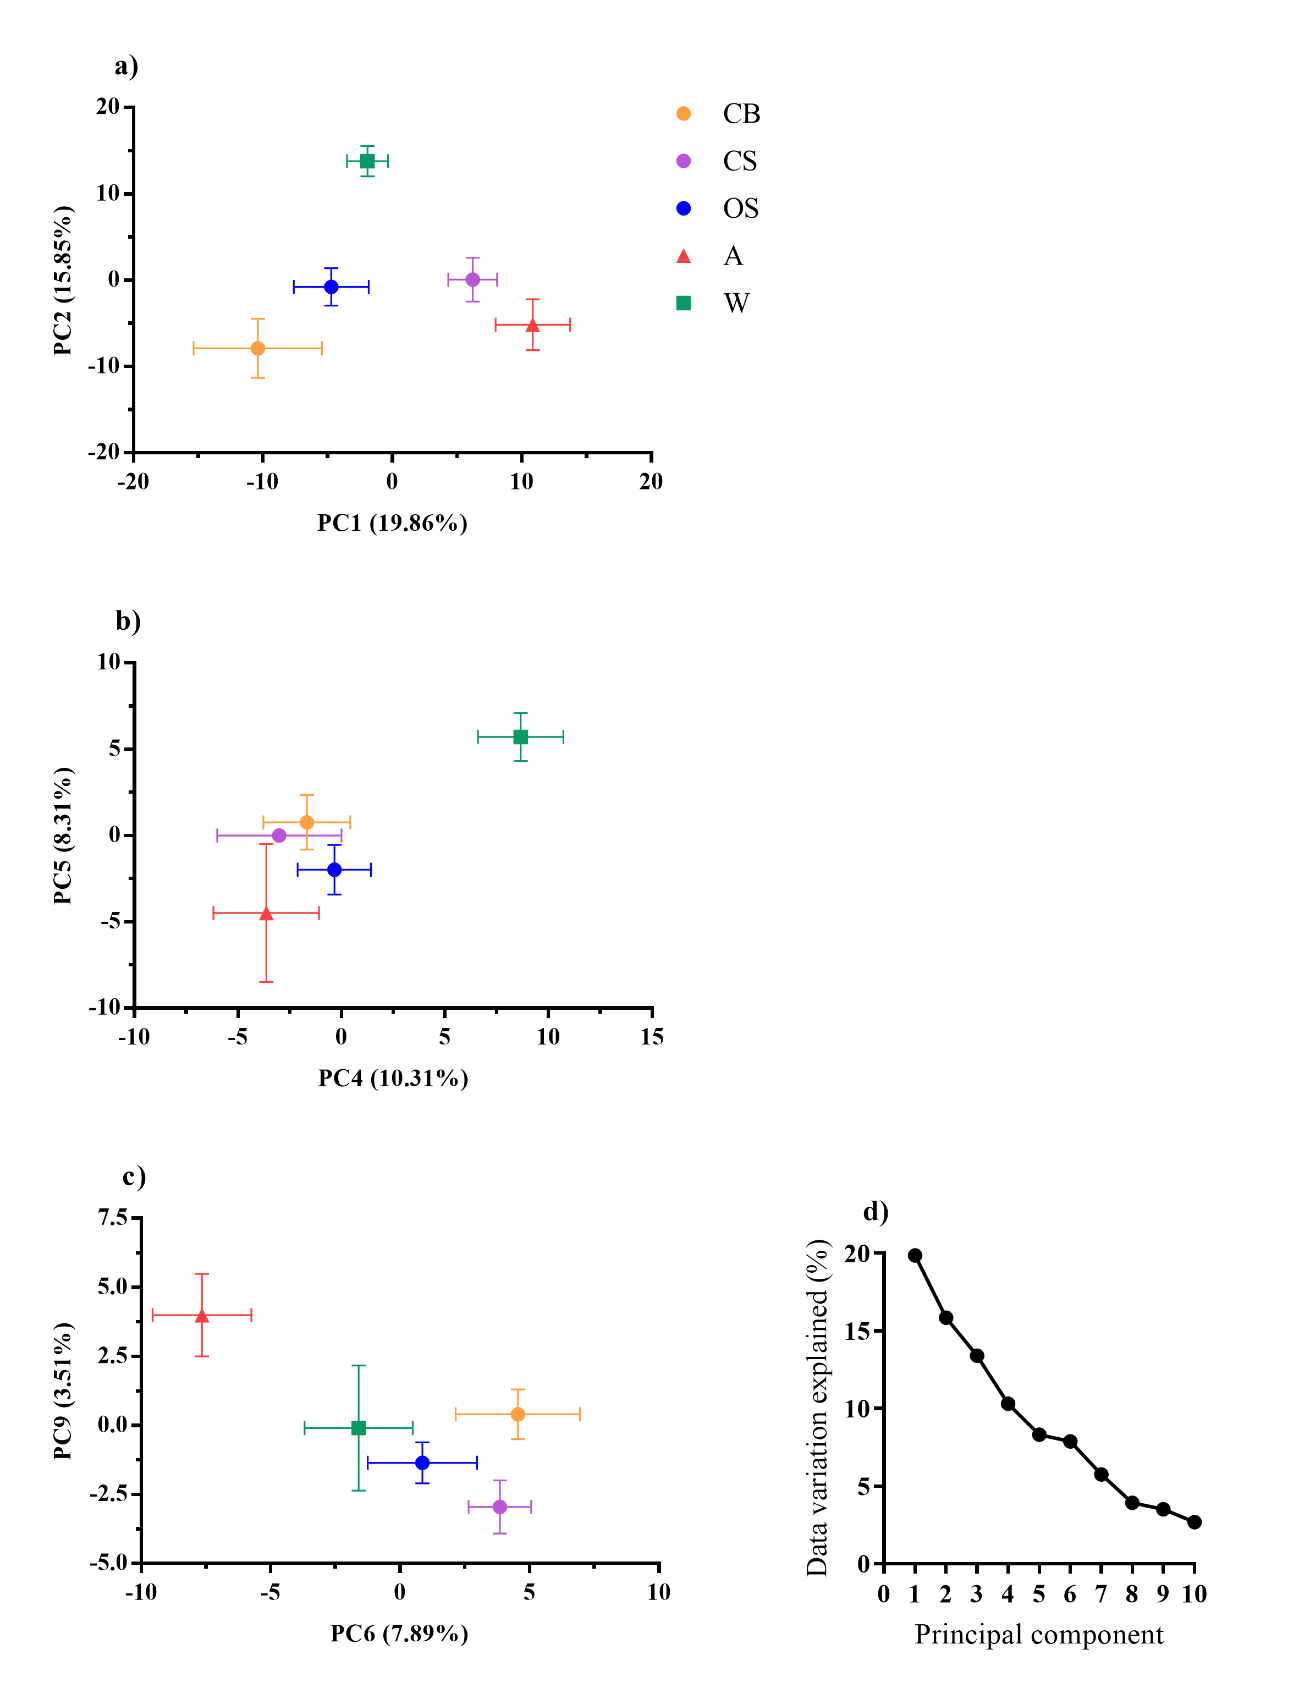 a)
20
10
0
-10
-20
-20 -10 0 10 20
PC2 (15.85%)
PC1 (19.86%)
CB
CS
OS
A
W
b)
10
5
0
-5
-10
-10 -5 0 5 10 15
PC5 (8.31%)
PC4 (10.31%)
c)
7.5
5.0
2.5
0.0
-2.5
-5.0
-10 -5 0 5 10
PC9 (3.51%)
PC6 (7.89%)
d)
20
15
10
5
0
0 1 2 3 4 5 6 7 8 9 10
Data variation explained (%)
Principal component